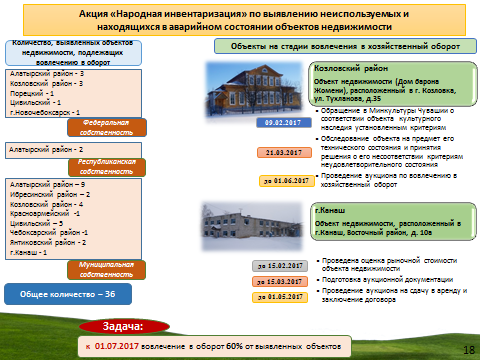 Акция «Народная инвентаризация» по выявлению неиспользуемых и
находящихся в аварийном состоянии объектов недвижимости
Количество, выявленных объектов
недвижимости, подлежащих
вовлечению в оборот
Алатырский район - 3
Козловский район - 3
Порецкий - 1
Цивильский - 1
г.Новочебоксарск - 1
Федеральная
собственность
Алатырский район - 2
Республиканская
собственность
Алатырский район – 9
Ибресинский район – 2
Козловский район - 4
Красноармейский -1
Цивильский – 5
Чебоксарский район -1
Янтиковский район - 2
г.Канаш - 1
Муниципальная
собственность
Общее количество – 36
Объекты на стадии вовлечения в хозяйственный оборот
Козловский район
Объект недвижимости (Дом барона
Жомени), расположенный в г. Козловка,
ул. Тухланова, д.35
09.02.2017
• Обращение в Минкультуры Чувашии о
соответствии объекта культурного
наследия установленным критериям
21.03.2017
• Обследование объекта на предмет его
технического состояния и принятия
решения о его несоответствии критериям
неудовлетворительного состояния
до 01.06.2017
• Проведение аукциона по вовлечению в
хозяйственный оборот
г.Канаш
Объект недвижимости, расположенный в
г.Канаш, Восточный район, д. 10в
до 15.02.2017
• Проведена оценка рыночной стоимости
объекта недвижимости
до 15.03.2017
• Подготовка аукционной документации
до 01.05.2017
• Проведение аукциона на сдачу в аренду и
заключение договора
Задача:
к 01.07.2017 вовлечение в оборот 60% от выявленных объектов
18